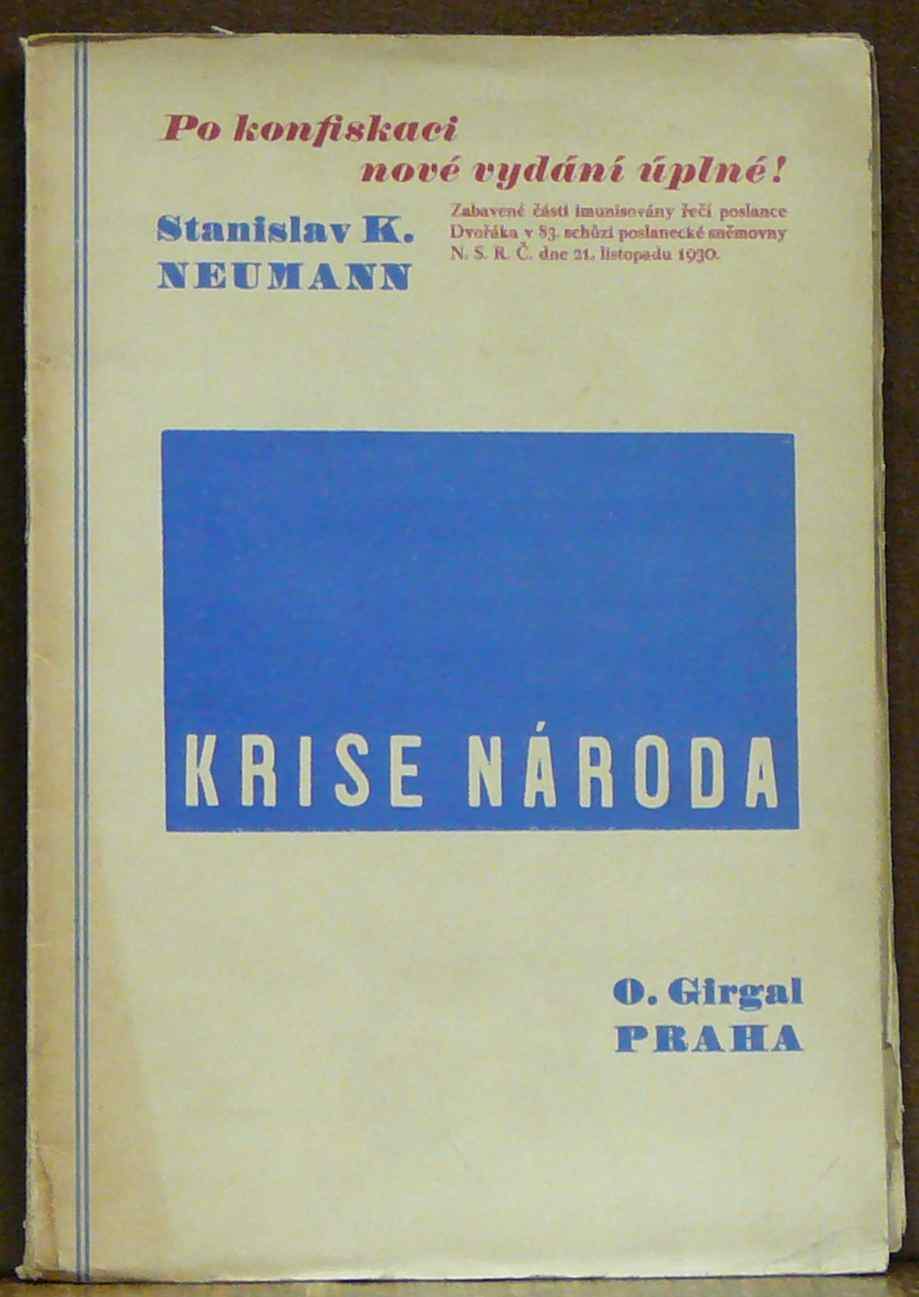 Po konfiskaci
nové vydání úplné!
Stanislav K.
NEUMANN
Zabavené části imunisovány řečí poslance
Dvořáka v 83. schůzi poslanecké sněmovny
N. S. R. Č. dne 21. listopadu 1930.
KRISE NÁRODA
O. Girgal
PRAHA